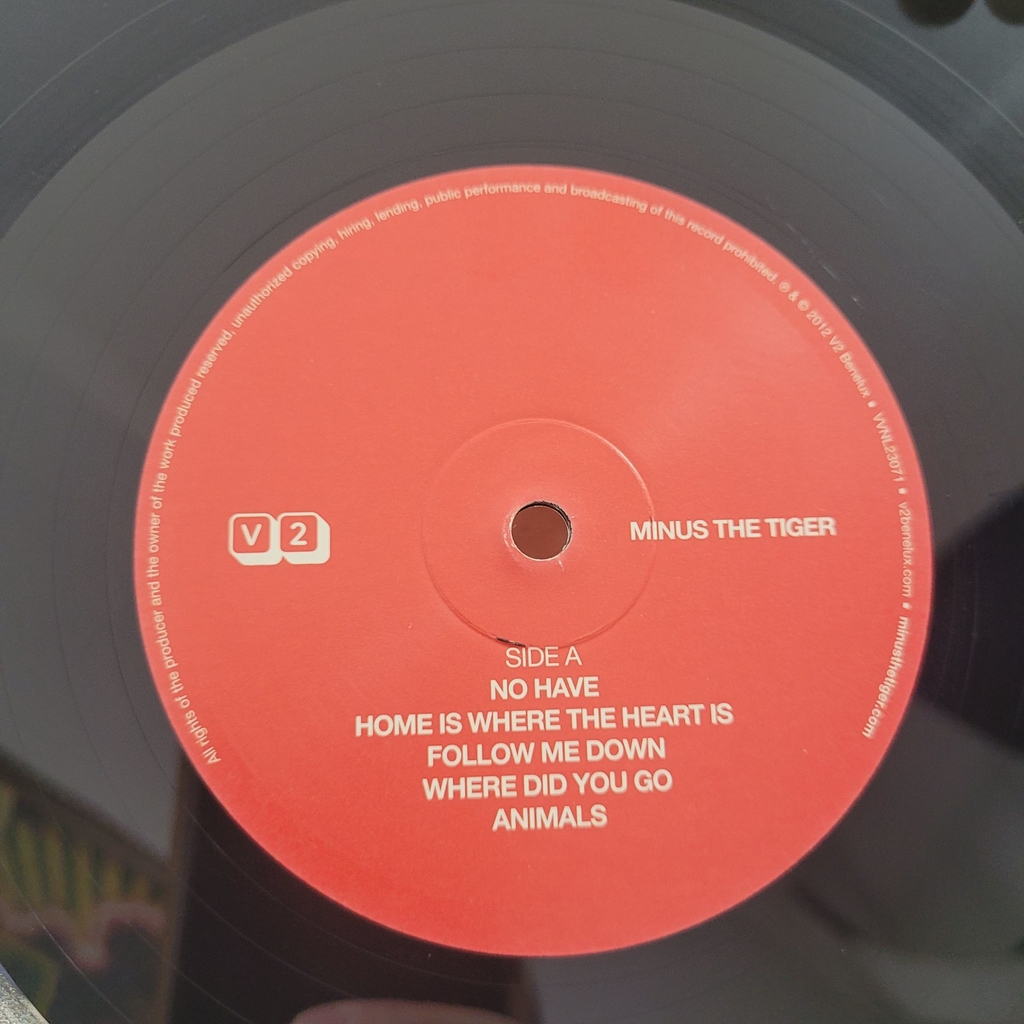 All rights of the producer and the owner of the work produced reserved, unauthorized copying, hiring, lending, public performance and broadcasting of this record prohibited. ℗ & © 2012 V2 Benelux ■ VVNL23071 ■ v2benelux.com ■ minusthetiger.com
V2
MINUS THE TIGER
SIDE A
NO HAVE
HOME IS WHERE THE HEART IS
FOLLOW ME DOWN
WHERE DID YOU GO
ANIMALS